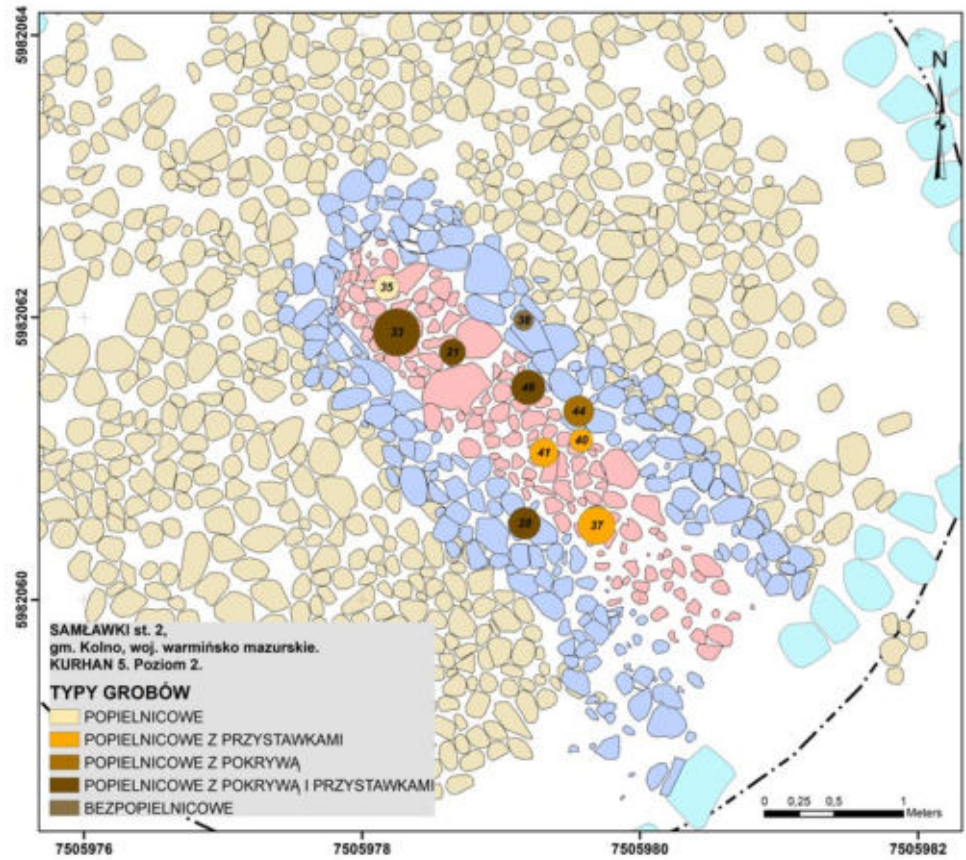 5982064
N
35
5982062
33
38
21
46
44
40
41
28
37
5982060
SAMŁAWKI st. 2,
gm. Kolno, woj. warmińsko mazurskie.
KURHAN 5. Poziom 2.
TYPY GROBÓW
POPIELNICOWE
POPIELNICOWE Z PRZYSTAWKAMI
POPIELNICOWE Z POKRYWĄ
POPIELNICOWE Z POKRYWĄ I PRZYSTAWKAMI
BEZPOPIELNICOWE
0 0,25 0,5 1
Meters
7505976 7505978 7505980 7505982